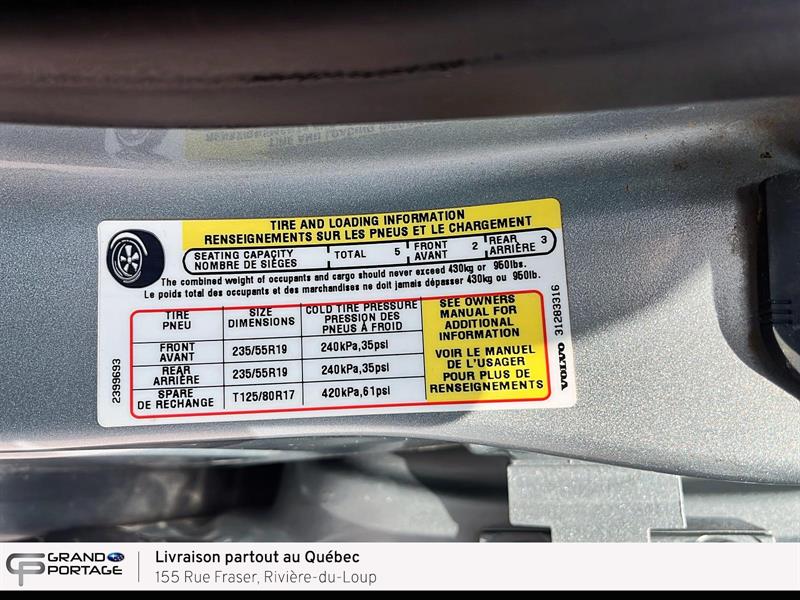 TIRE AND LOADING INFORMATION
RENSEIGNEMENTS SUR LES PNEUS ET LE CHARGEMENT
SEATING CAPACITY
NOMBRE DE SIÈGES
TOTAL 5
FRONT
AVANT 2
REAR
ARRIÈRE 3
The combined weight of occupants and cargo should never exceed 430kg or 950lbs.
Le poids total des occupants et des marchandises ne doit jamais dépasser 430kg ou 950lb.
TIRE
PNEU
SIZE
DIMENSIONS
COLD TIRE PRESSURE
PRESSION DES
PNEUS À FROID
FRONT
AVANT
235/55R19
240kPa,35psi
REAR
ARRIÈRE
235/55R19
240kPa,35psi
SPARE
DE RECHANGE
T125/80R17
420kPa,61psi
SEE OWNERS
MANUAL FOR
ADDITIONAL
INFORMATION
VOIR LE MANUEL
DE L'USAGER
POUR PLUS DE
RENSEIGNEMENTS
2399693
VOLVO 31283316
GRAND
PORTAGE
Livraison partout au Québec
155 Rue Fraser, Rivière-du-Loup